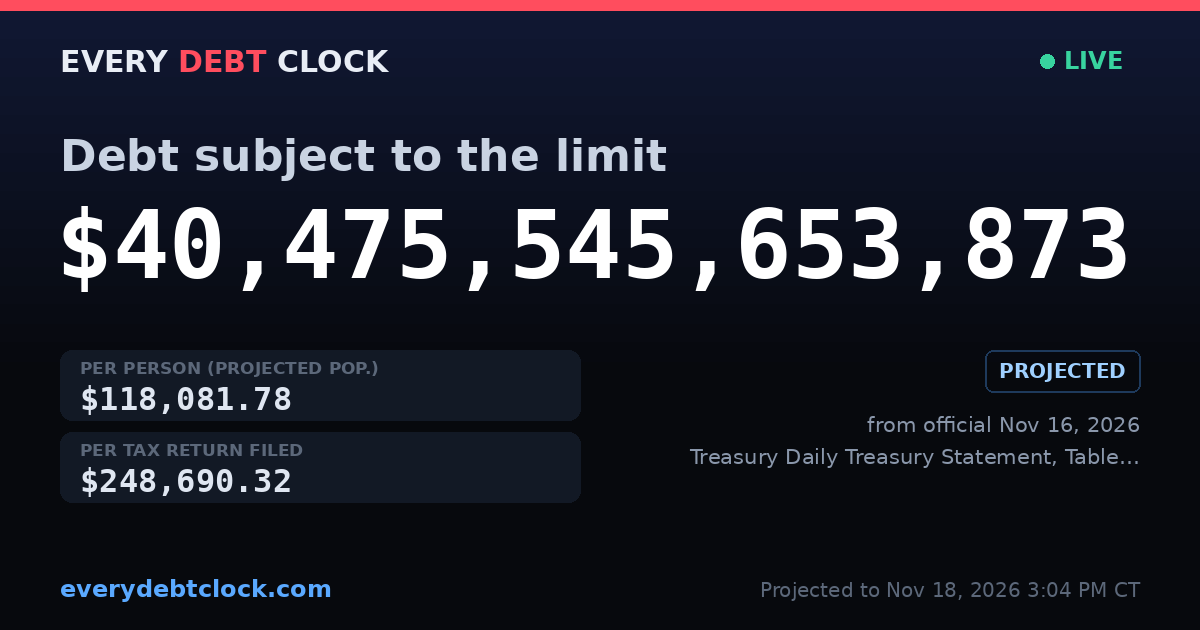 EVERY DEBT CLOCK
LIVE
Debt subject to the limit
$40,475,545,653,873
PER PERSON (PROJECTED POP.)
$118,081.78
PER TAX RETURN FILED
$248,690.32
PROJECTED
from official Nov 16, 2026
Treasury Daily Treasury Statement, Table…
everydebtclock.com
Projected to Nov 18, 2026 3:04 PM CT